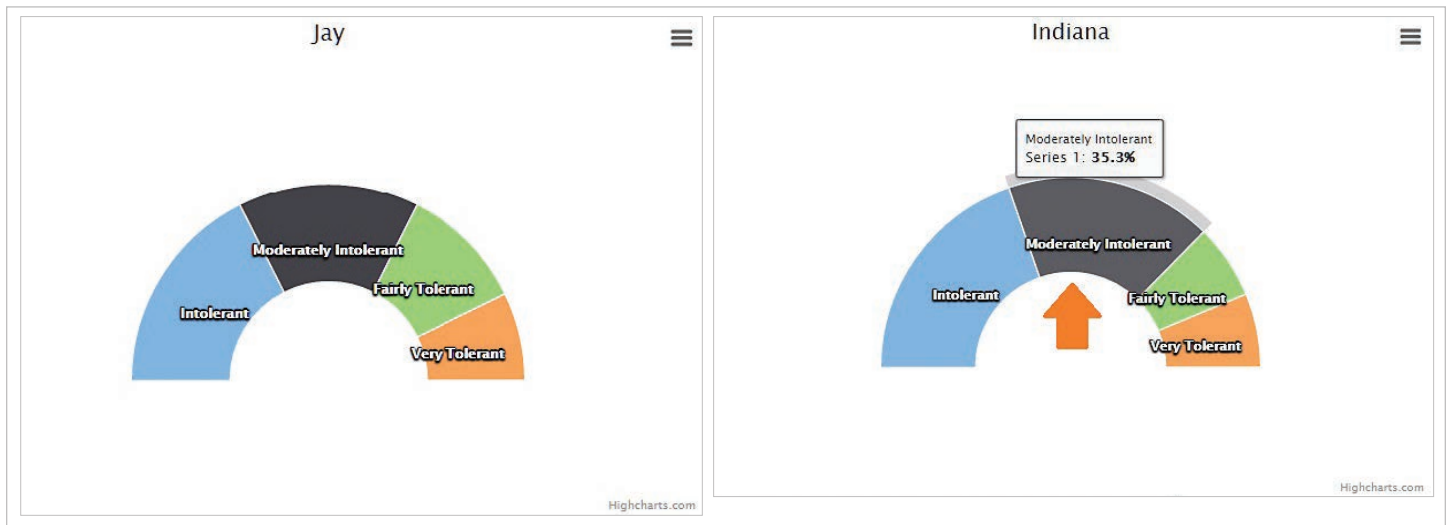 Jay
Moderately Intolerant
Fairly Tolerant
Intolerant
Very Tolerant
Highcharts.com
Indiana
Moderately Intolerant
Series 1: 35.3%
Moderately Intolerant
Intolerant
Fairly Tolerant
Very Tolerant
Highcharts.com